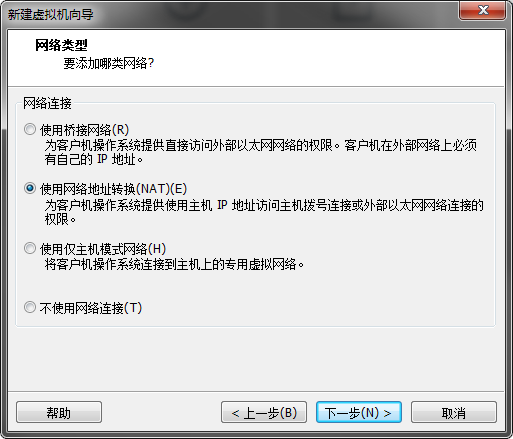 新建虚拟机向导
网络类型
要添加哪类网络?
网络连接
使用桥接网络(R)
为客户机操作系统提供直接访问外部以太网网络的权限。客户机在外部网络上必须
有自己的 IP 地址。
使用网络地址转换(NAT)(E)
为客户机操作系统提供使用主机 IP 地址访问主机拨号连接或外部以太网网络连接的
权限。
使用仅主机模式网络(H)
将客户机操作系统连接到主机上的专用虚拟网络。
不使用网络连接(T)
帮助
< 上一步(B)
下一步(N) >
取消